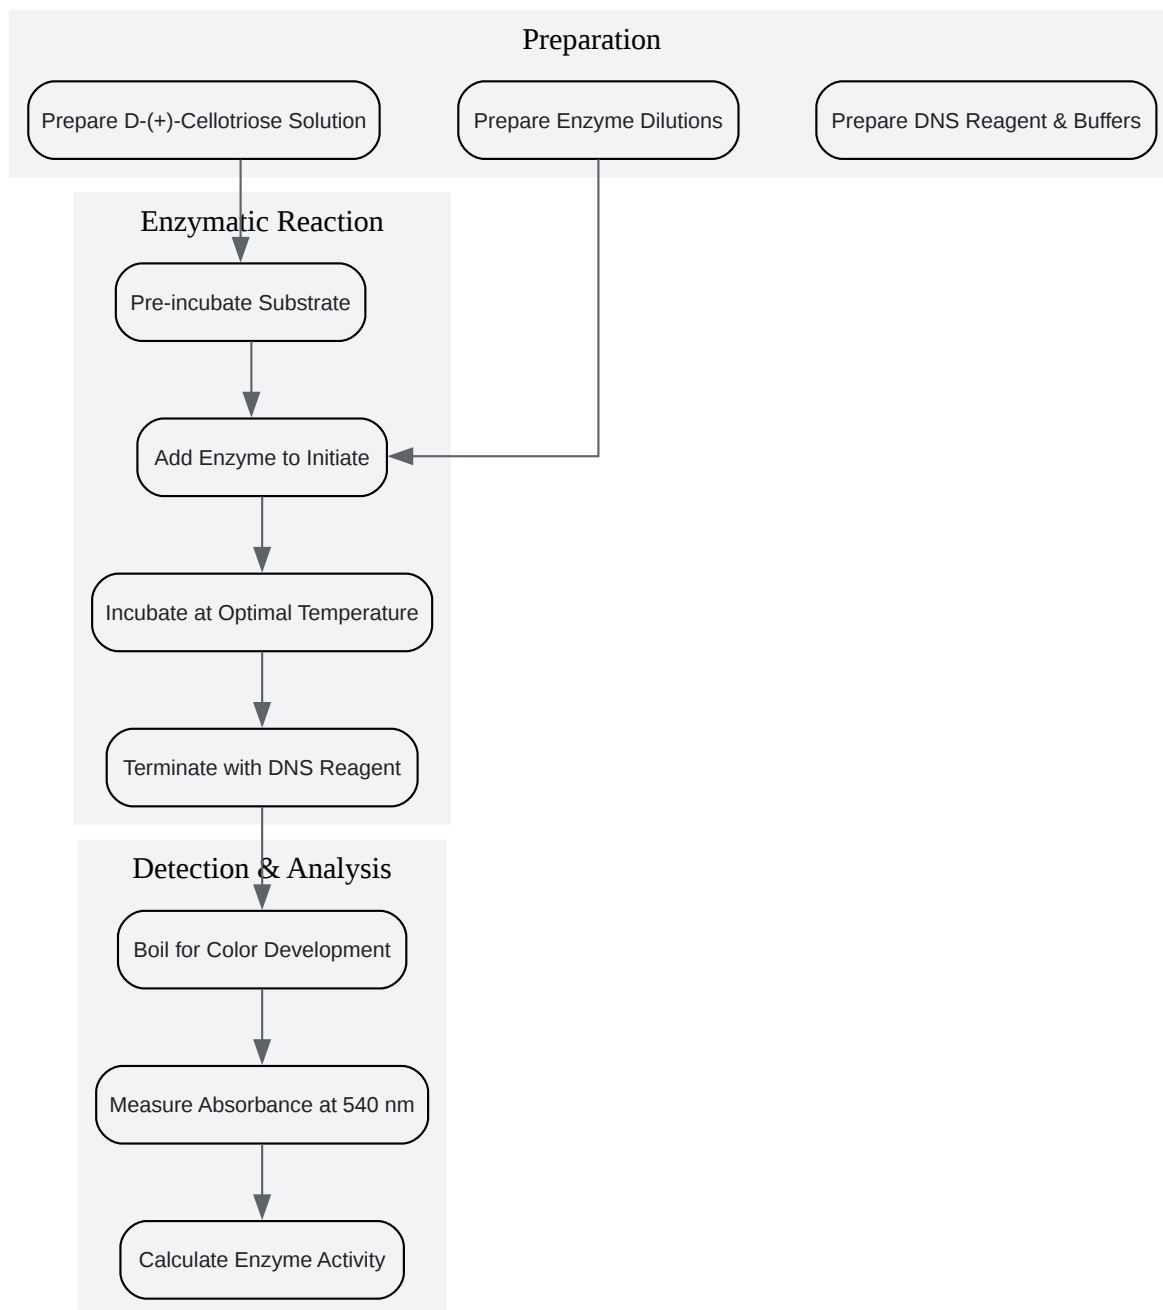 Preparation
Prepare D-(+)-Cellotriose Solution
Prepare Enzyme Dilutions
Prepare DNS Reagent & Buffers
Enzymatic Reaction
Pre-incubate Substrate
Add Enzyme to Initiate
Incubate at Optimal Temperature
Terminate with DNS Reagent
Detection & Analysis
Boil for Color Development
Measure Absorbance at 540 nm
Calculate Enzyme Activity